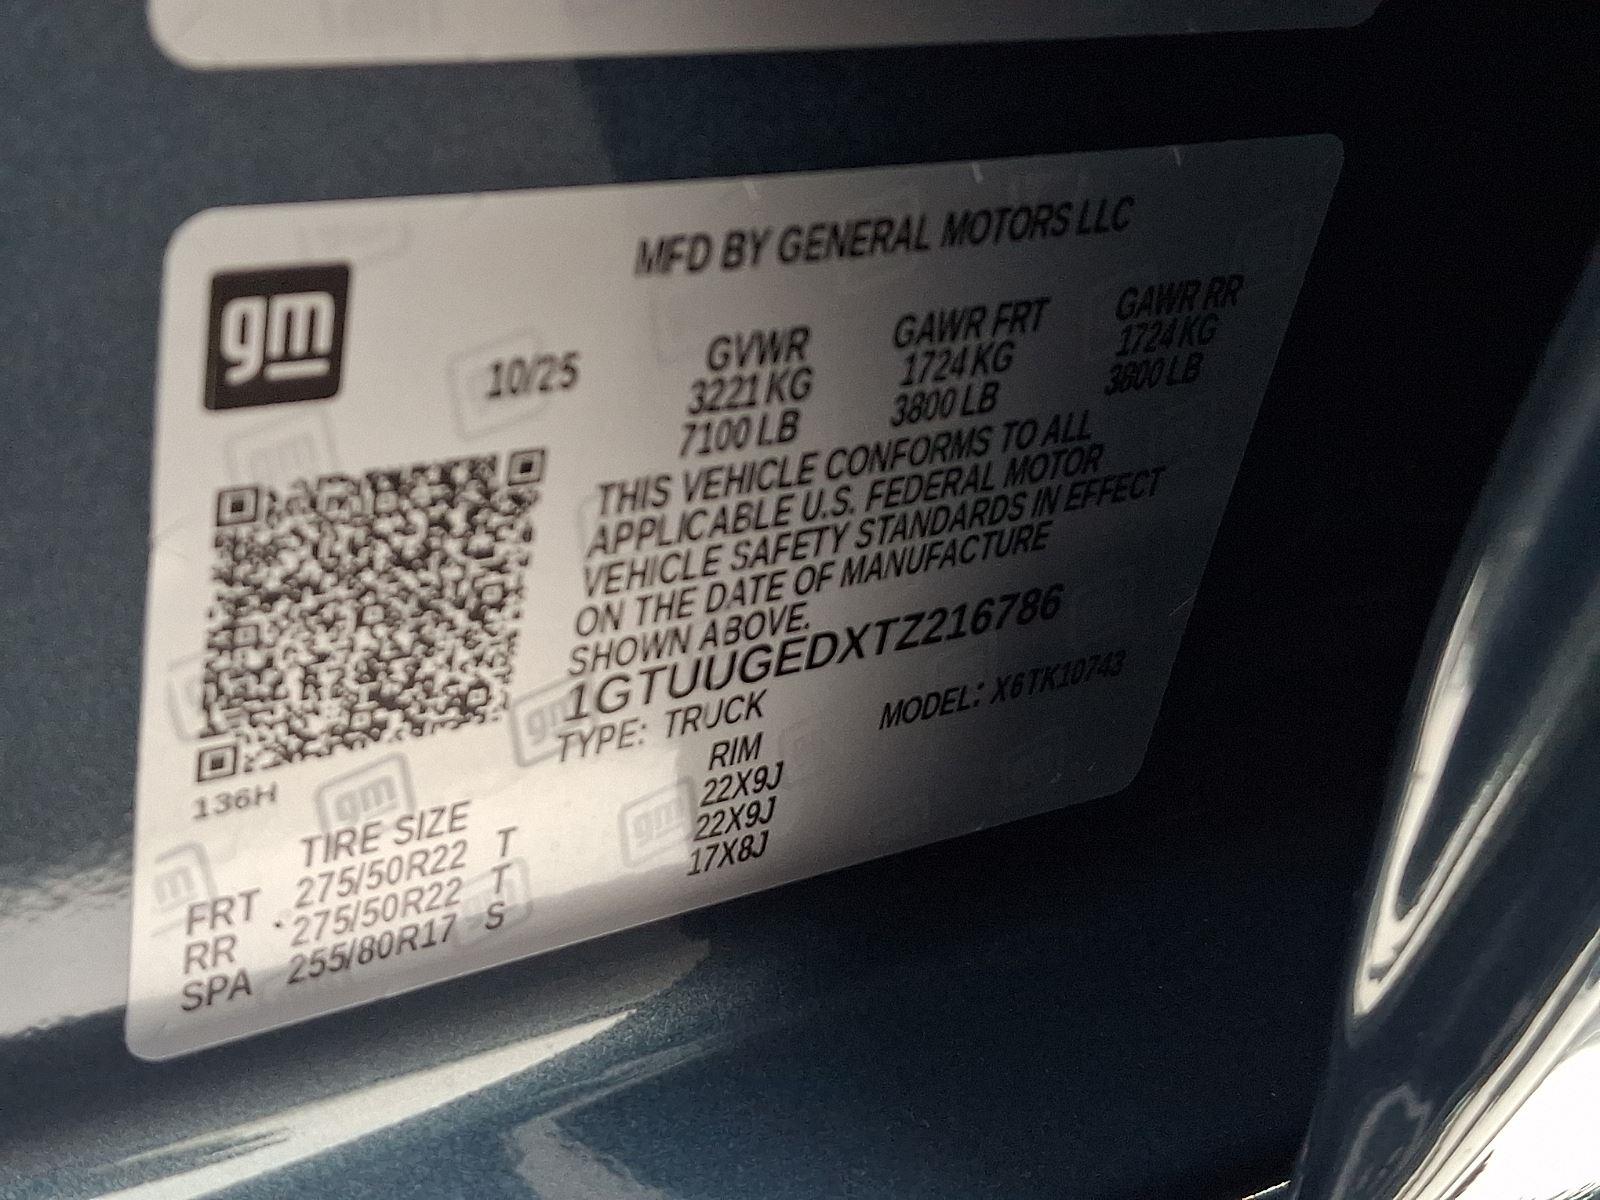 MFD BY GENERAL MOTORS LLC
gm
10/25
GVWR GAWR FRT GAWR RR
3221 KG 1724 KG 1724 KG
7100 LB 3800 LB 3800 LB
THIS VEHICLE CONFORMS TO ALL
APPLICABLE U.S. FEDERAL MOTOR
VEHICLE SAFETY STANDARDS IN EFFECT
ON THE DATE OF MANUFACTURE
SHOWN ABOVE.
1GTUUGEDXTZ216786
TYPE: TRUCK MODEL: X6TK10743
136H
TIRE SIZE RIM
FRT 275/50R22 T 22X9J
RR 275/50R22 T 22X9J
SPA 255/80R17 S 17X8J